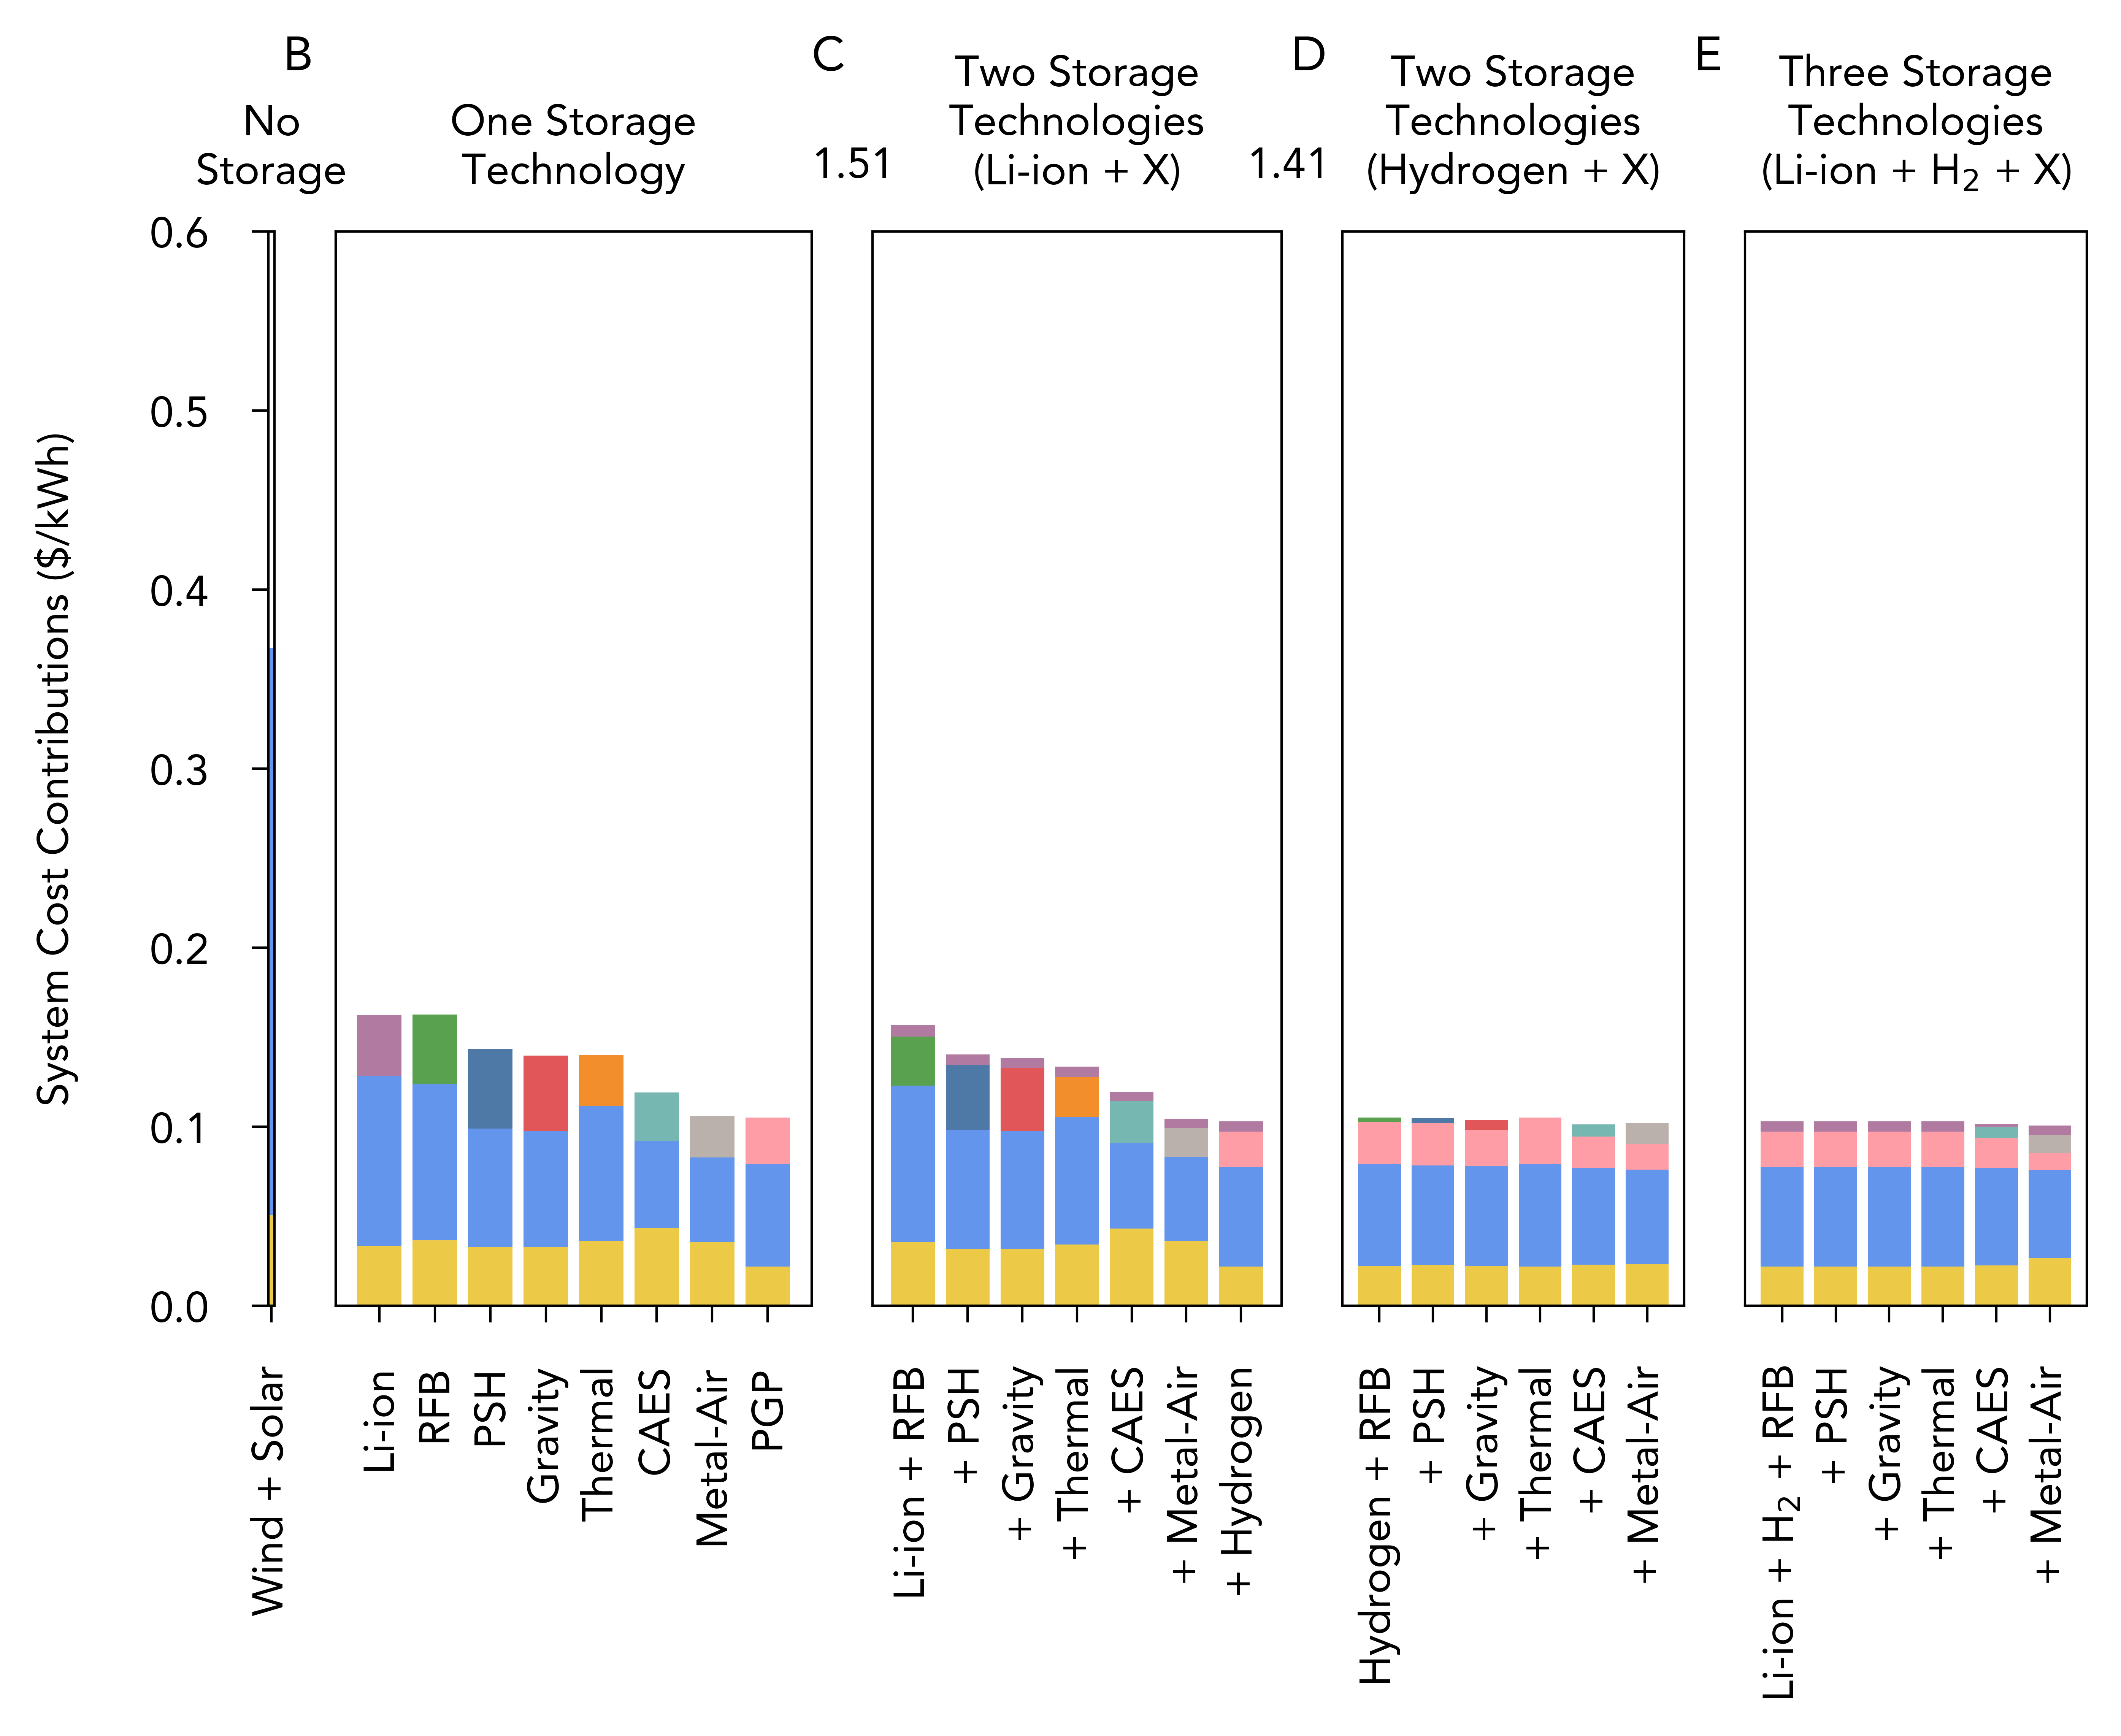 B
No
Storage
One Storage
Technology
C
1.51
Two Storage
Technologies
(Li-ion + X)
D
1.41
Two Storage
Technologies
(Hydrogen + X)
E
Three Storage
Technologies
(Li-ion + H₂ + X)
System Cost Contributions ($/kWh)
0.6
0.5
0.4
0.3
0.2
0.1
0.0
Wind + Solar
Li-ion
RFB
PSH
Gravity
Thermal
CAES
Metal-Air
PGP
Li-ion + RFB
+ PSH
+ Gravity
+ Thermal
+ CAES
+ Metal-Air
+ Hydrogen
Hydrogen + RFB
+ PSH
+ Gravity
+ Thermal
+ CAES
+ Metal-Air
Li-ion + H₂ + RFB
+ PSH
+ Gravity
+ Thermal
+ CAES
+ Metal-Air